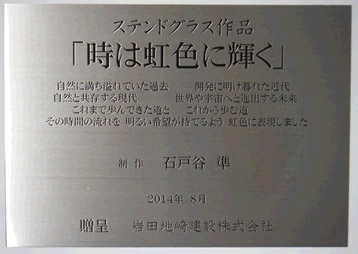 ステンドグラス作品
「時は虹色に輝く」
自然に満ち溢れていた過去　　開発に明け暮れた近代
自然と共存する現代　　世界や宇宙へと進出する未来
これまで歩んできた道と　これから歩む道
その時間の流れを 明るい希望が持てるよう 虹色に表現しました
制作　石戸谷 準
2014年 8月
贈呈　岩田地崎建設株式会社